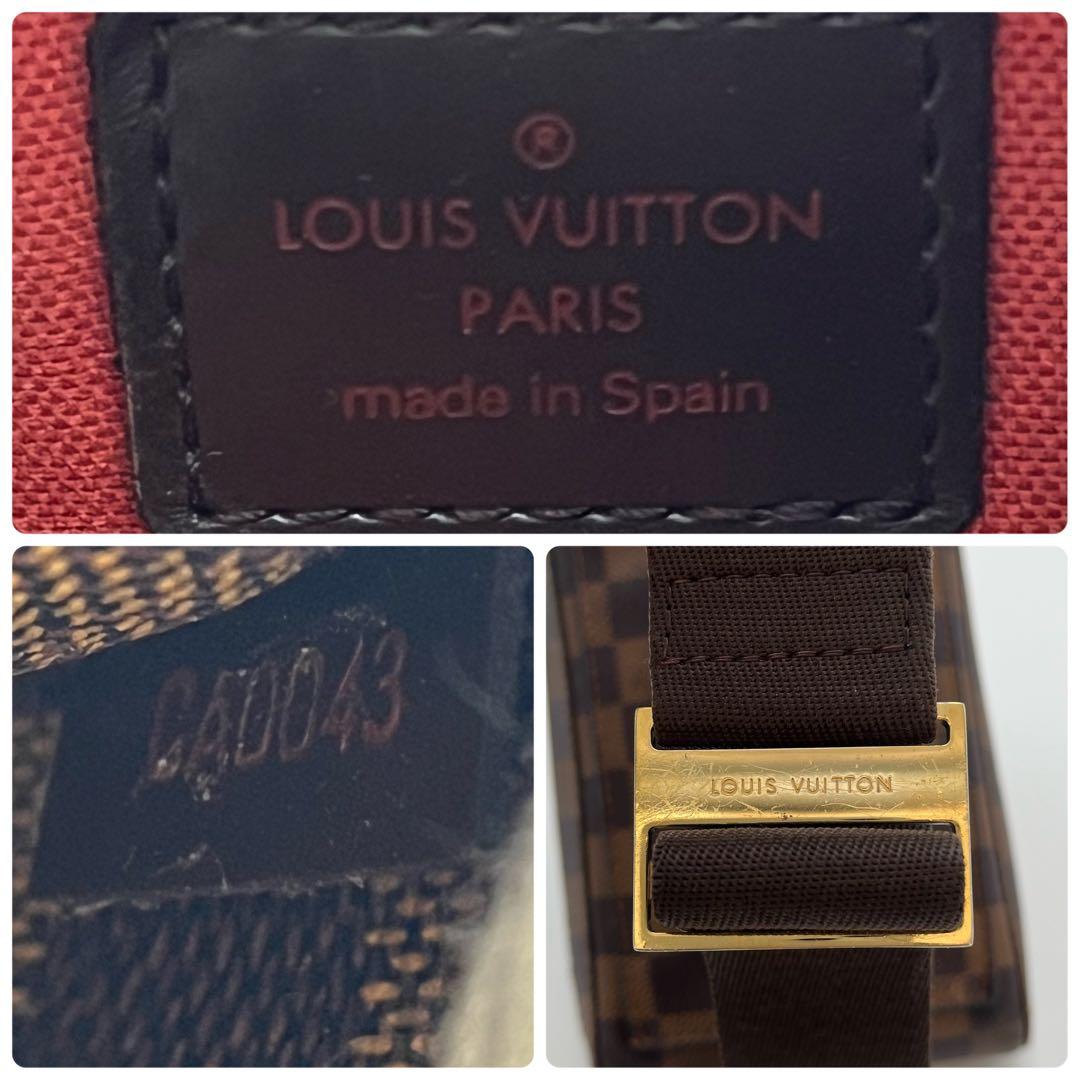 ®
LOUIS VUITTON
PARIS
made in Spain
CA0043
LOUIS VUITTON